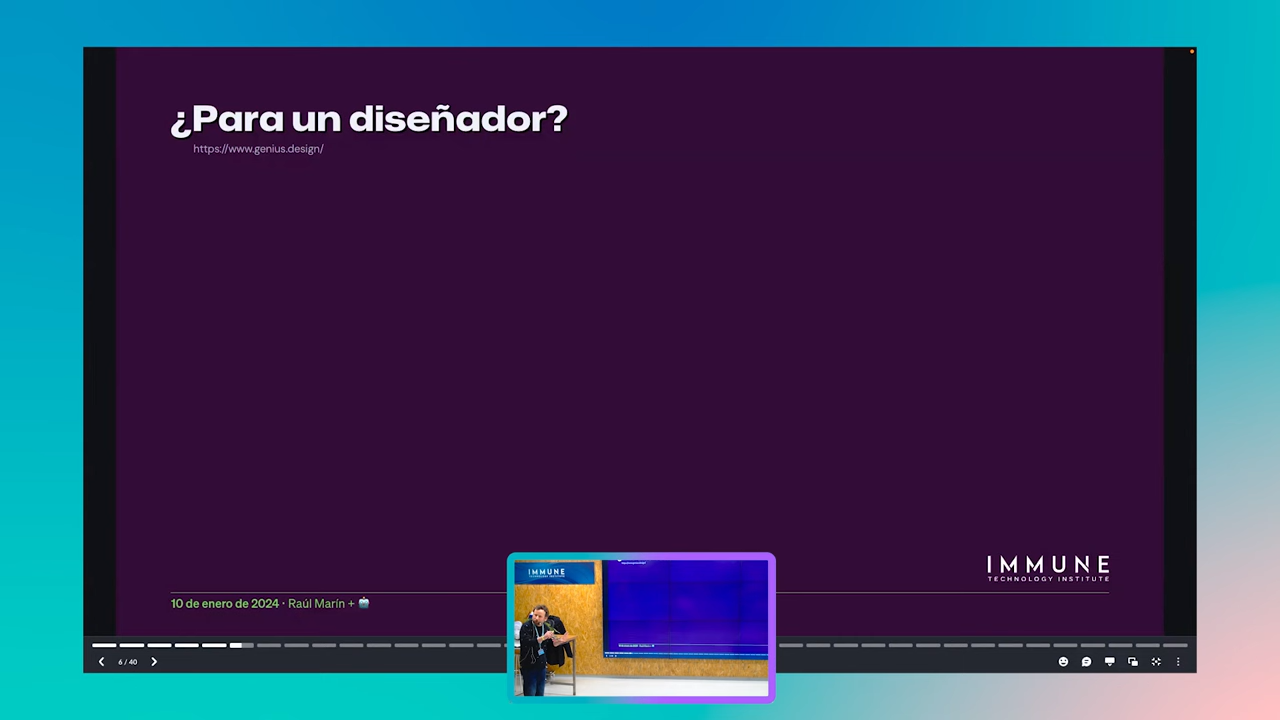 ¿Para un diseñador?
https://www.genius.design/
IMMUNE
TECHNOLOGY INSTITUTE
10 de enero de 2024 · Raúl Marín + 🤖
6 / 40
IMMUNE